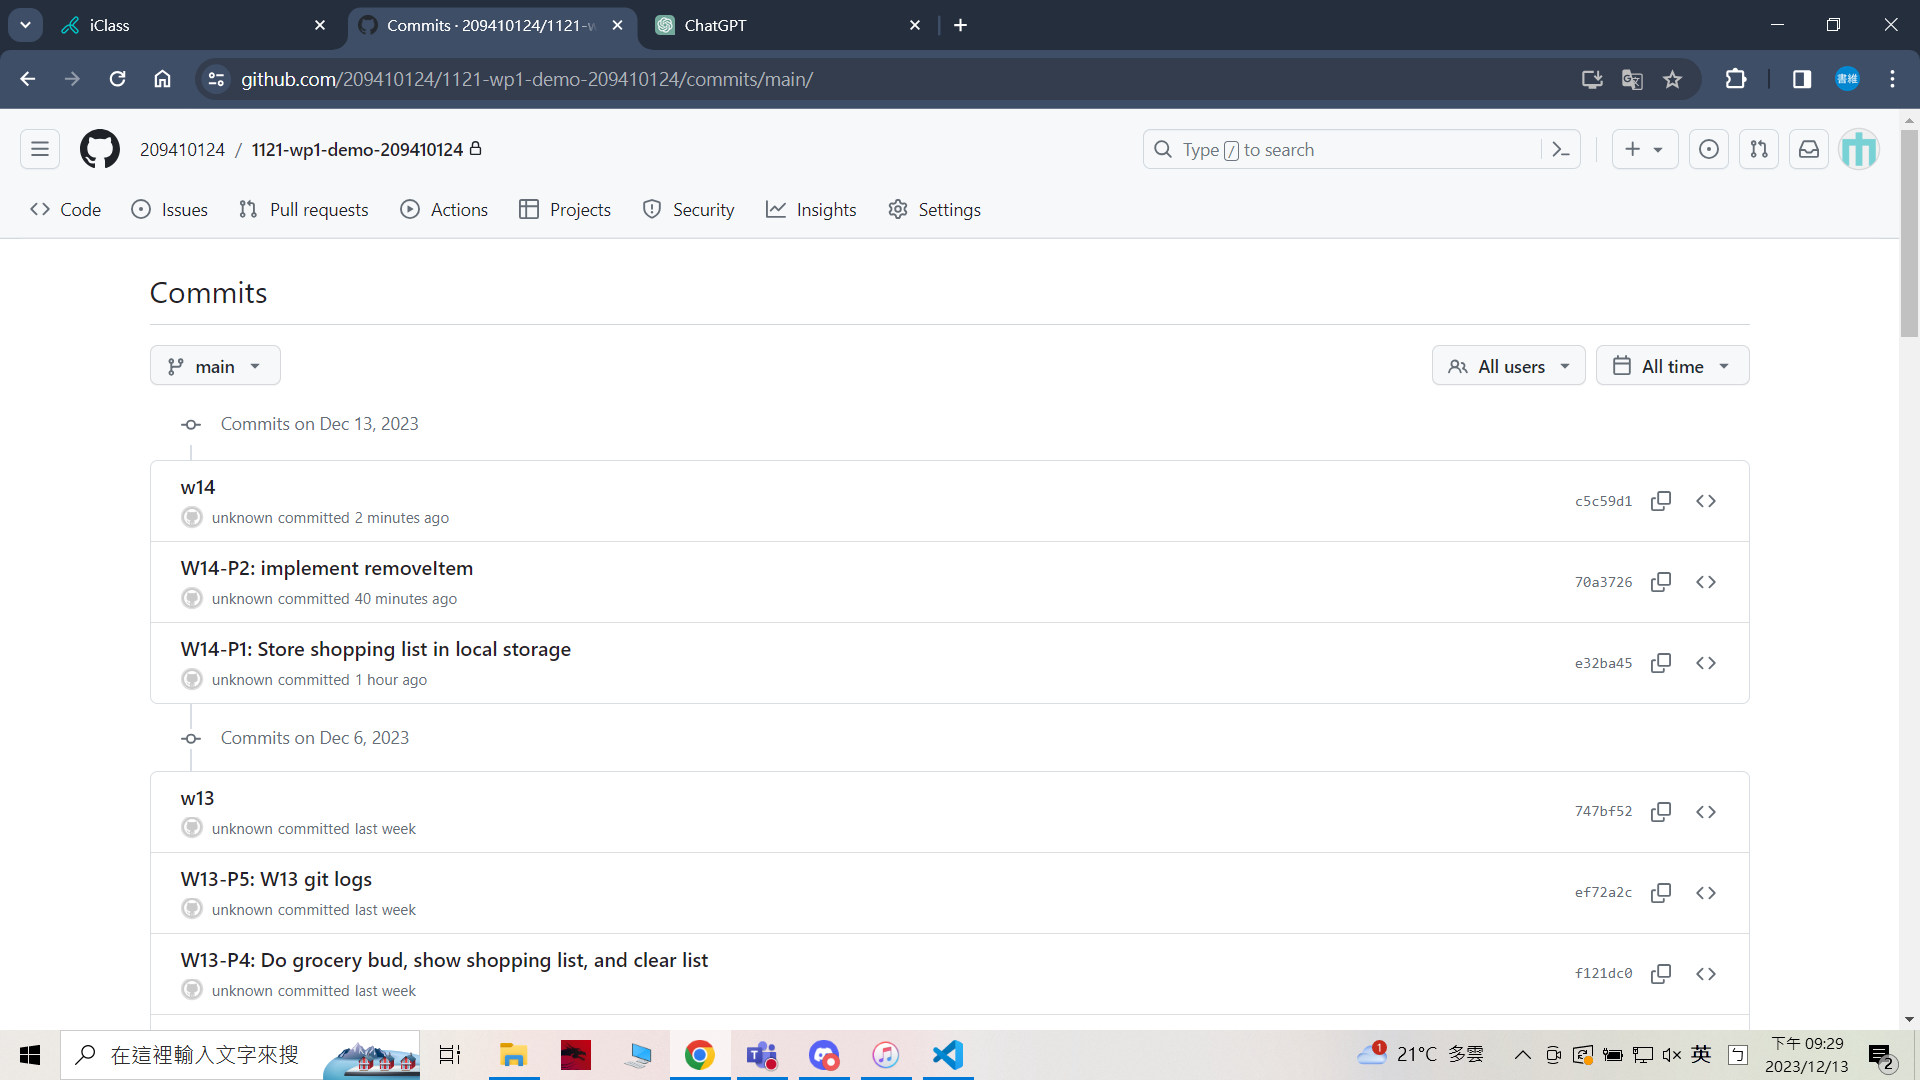 iClass
Commits · 209410124/1121-w
ChatGPT
github.com/209410124/1121-wp1-demo-209410124/commits/main/
書維
209410124 / 1121-wp1-demo-209410124
Type / to search
Code
Issues
Pull requests
Actions
Projects
Security
Insights
Settings
Commits
main
All users
All time
Commits on Dec 13, 2023
w14
unknown committed 2 minutes ago
c5c59d1
W14-P2: implement removeItem
unknown committed 40 minutes ago
70a3726
W14-P1: Store shopping list in local storage
unknown committed 1 hour ago
e32ba45
Commits on Dec 6, 2023
w13
unknown committed last week
747bf52
W13-P5: W13 git logs
unknown committed last week
ef72a2c
W13-P4: Do grocery bud, show shopping list, and clear list
unknown committed last week
f121dc0
在這裡輸入文字來搜
1
21°C 多雲
英
ㄅ
下午 09:29
2023/12/13
2